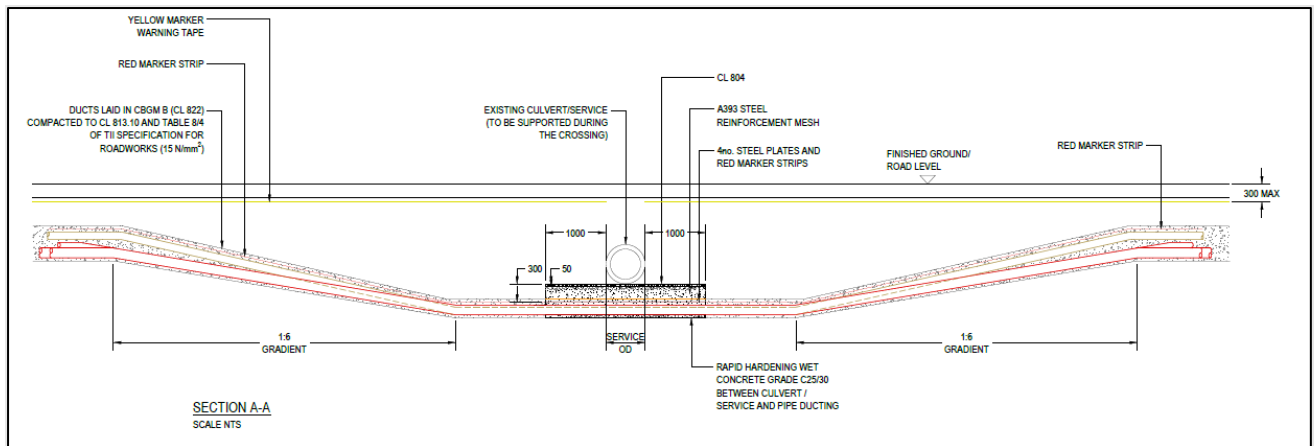 YELLOW MARKER
WARNING TAPE
RED MARKER STRIP
DUCTS LAID IN CBGM B (CL 822)
COMPACTED TO CL 813.10 AND TABLE 8/4
OF TII SPECIFICATION FOR
ROADWORKS (15 N/mm²)
EXISTING CULVERT/SERVICE
(TO BE SUPPORTED DURING
THE CROSSING)
CL 804
A393 STEEL
REINFORCEMENT MESH
4no. STEEL PLATES AND
RED MARKER STRIPS
FINISHED GROUND/
ROAD LEVEL
RED MARKER STRIP
300 MAX
1000
1000
300
50
1:6
GRADIENT
SERVICE
OD
1:6
GRADIENT
RAPID HARDENING WET
CONCRETE GRADE C25/30
BETWEEN CULVERT /
SERVICE AND PIPE DUCTING
SECTION A-A
SCALE NTS